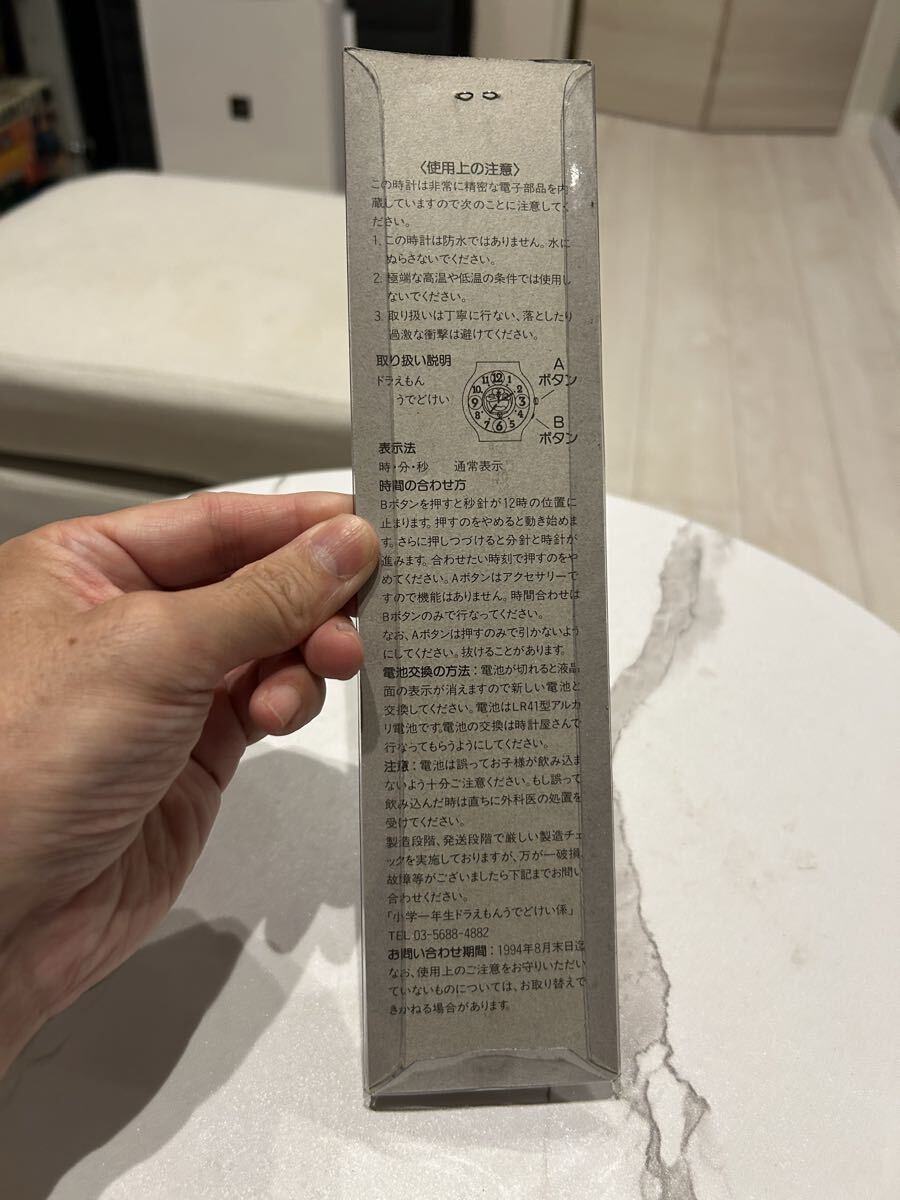 〈使用上の注意〉
この時計は非常に精密な電子部品を内
蔵していますので次のことに注意してく
ださい。
1. この時計は防水ではありません。水に
ぬらさないでください。
2. 極端な高温や低温の条件では使用し
ないでください。
3. 取り扱いは丁寧に行ない、落としたり
過激な衝撃は避けてください。
取り扱い説明
ドラえもん
うでどけい
11 12 1
10 2
9 3
8 4
7 6 5
A
ボタン
B
ボタン
表示法
時・分・秒 通常表示
時間の合わせ方
Bボタンを押すと秒針が12時の位置に
止まります。押すのをやめると動き始めま
す。さらに押しつづけると分針と時針が
進みます。合わせたい時刻で押すのをや
めてください。Aボタンはアクセサリーで
すので機能はありません。時間合わせは
Bボタンのみで行なってください。
なお、Aボタンは押すのみで引かないよう
にしてください。抜けることがあります。
電池交換の方法：電池が切れると液晶
面の表示が消えますので新しい電池と
交換してください。電池はLR41型アルカ
リ電池です。電池の交換は時計屋さんで
行なってもらうようにしてください。
注意：電池は誤ってお子様が飲み込ま
ないよう十分ご注意ください。もし誤って
飲み込んだ時は直ちに外科医の処置を
受けてください。
製造段階、発送段階で厳しい製造チェ
ックを実施しておりますが、万が一破損、
故障等がございましたら下記までお問い
合わせください。
「小学一年生ドラえもんうでどけい係」
TEL 03-5688-4882
お問い合わせ期間：1994年8月末日迄
なお、使用上のご注意をお守りいただい
ていないものについては、お取り替えで
きかねる場合があります。